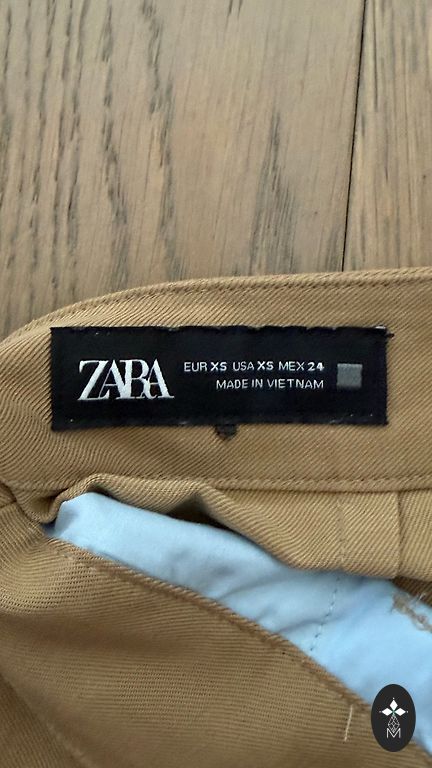 ZARA
EUR XS USA XS MEX 24
MADE IN VIETNAM
M